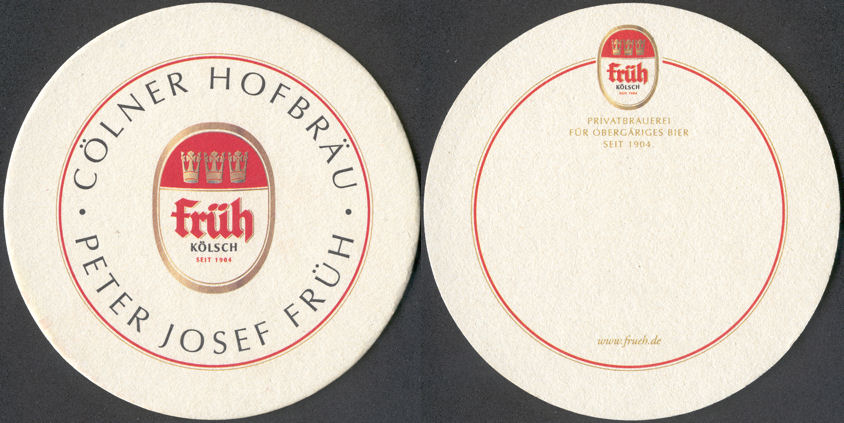 · CÖLNER HOFBRÄU ·
PETER JOSEF FRÜH
früh
KÖLSCH
SEIT 1904
früh
KÖLSCH
SEIT 1904
PRIVATBRAUEREI
FÜR OBERGÄRIGES BIER
SEIT 1904.
www.frueh.de